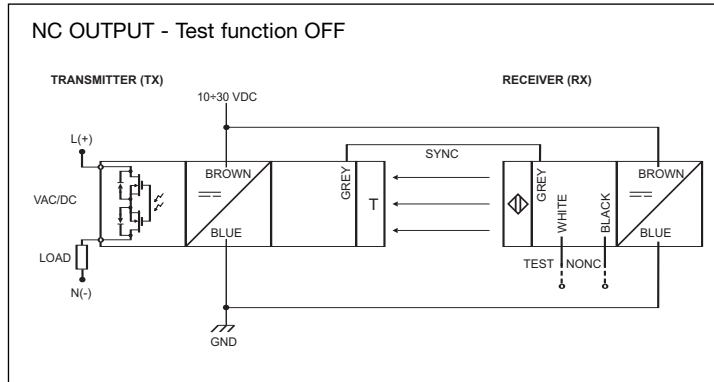 NC OUTPUT - Test function OFF
TRANSMITTER (TX)
RECEIVER (RX)
10÷30 VDC
L(+)
SYNC
VAC/DC
BROWN
BLUE
GREY
T
GREY
WHITE
BLACK
BROWN
BLUE
LOAD
TEST
NONC
N(-)
GND